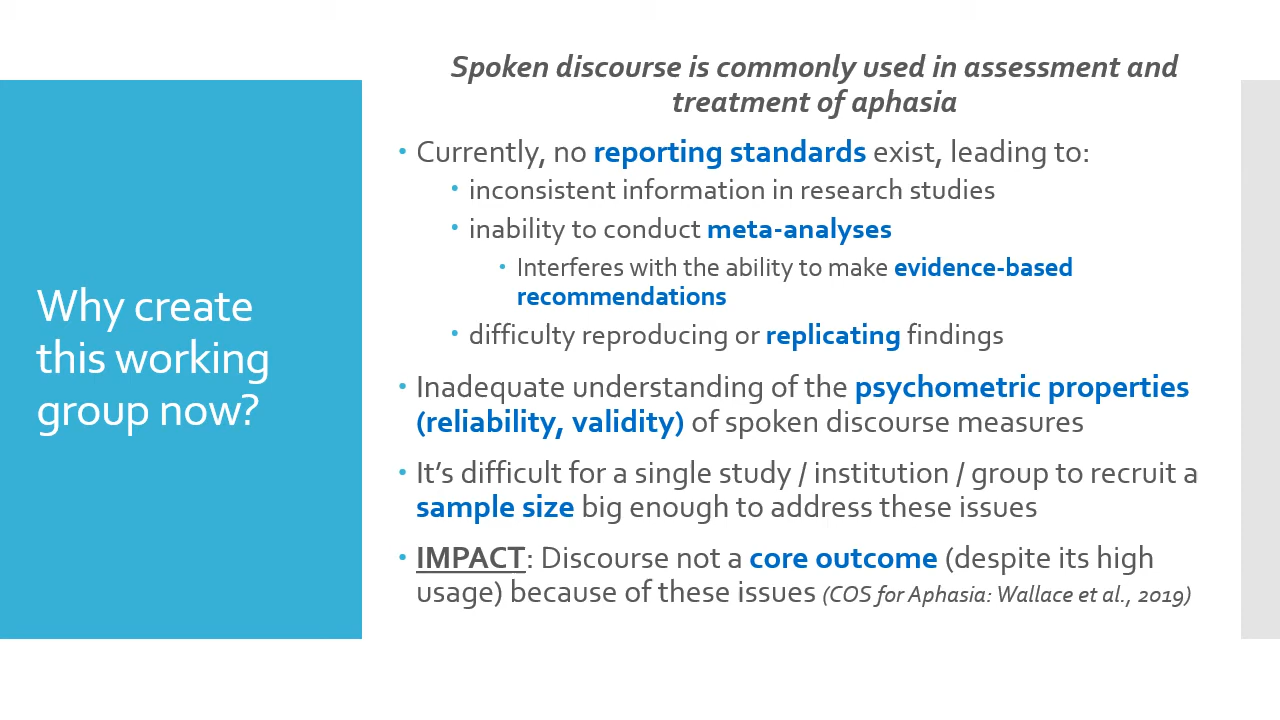 Why create
this working
group now?
Spoken discourse is commonly used in assessment and
treatment of aphasia
• Currently, no reporting standards exist, leading to:
• inconsistent information in research studies
• inability to conduct meta-analyses
• Interferes with the ability to make evidence-based
recommendations
• difficulty reproducing or replicating findings
• Inadequate understanding of the psychometric properties
(reliability, validity) of spoken discourse measures
• It’s difficult for a single study / institution / group to recruit a
sample size big enough to address these issues
• IMPACT: Discourse not a core outcome (despite its high
usage) because of these issues (COS for Aphasia: Wallace et al., 2019)